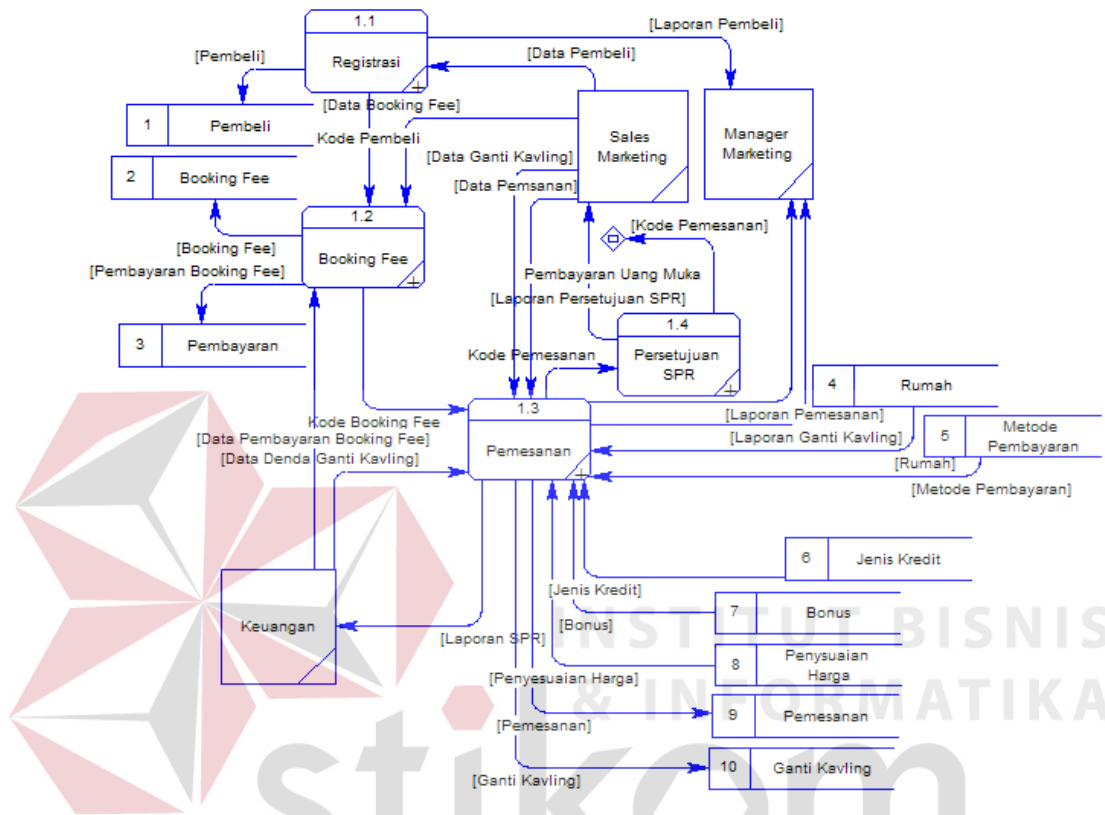 1.1
Registrasi
[Laporan Pembeli]
[Pembeli]
[Data Pembeli]
[Data Booking Fee]
1
Pembeli
Kode Pembeli
Sales
Marketing
Manager
Marketing
[Data Ganti Kavling]
2
Booking Fee
[Data Pemsanan]
1.2
Booking Fee
[Kode Pemesanan]
[Booking Fee]
[Pembayaran Booking Fee]
Pembayaran Uang Muka
[Laporan Persetujuan SPR]
3
Pembayaran
1.4
Persetujuan
SPR
Kode Pemesanan
4
Rumah
1.3
Pemesanan
Kode Booking Fee
[Laporan Pemesanan]
5
Metode
Pembayaran
[Data Pembayaran Booking Fee]
[Laporan Ganti Kavling]
[Data Denda Ganti Kavling]
[Rumah]
[Metode Pembayaran]
6
Jenis Kredit
[Jenis Kredit]
7
Bonus
Keuangan
[Laporan SPR]
[Bonus]
INSTITUT BISNIS
8
Penysuaian
Harga
[Penyesuaian Harga]
& INFORMATIKA
9
Pemesanan
[Pemesanan]
10
Ganti Kavling
[Ganti Kavling]
stikom